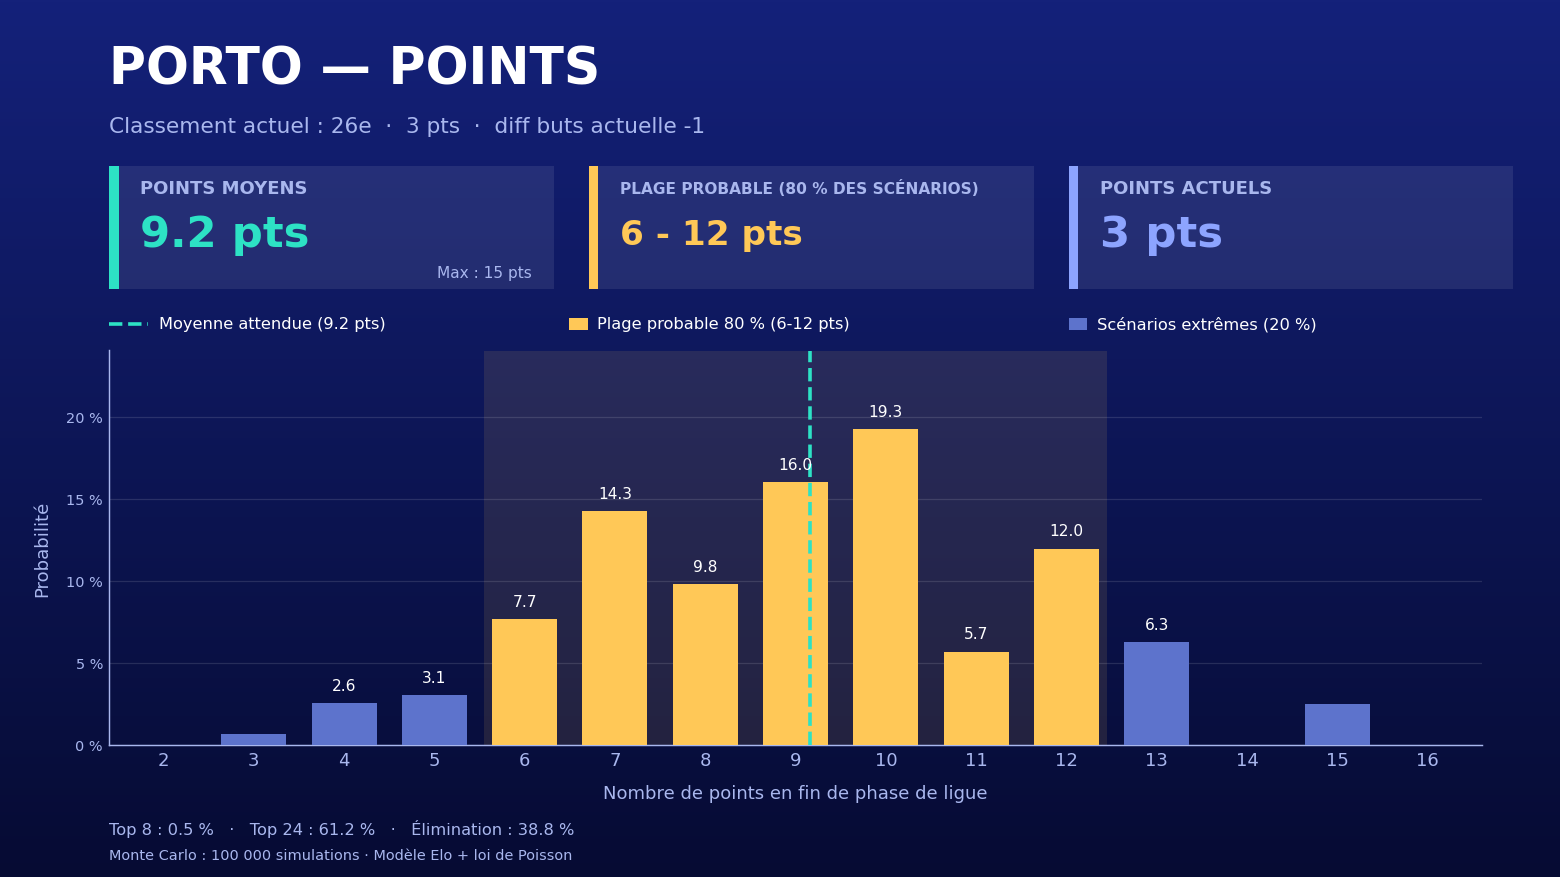 PORTO — POINTS
Classement actuel : 26e · 3 pts · diff buts actuelle -1
POINTS MOYENS
9.2 pts
Max : 15 pts
PLAGE PROBABLE (80 % DES SCÉNARIOS)
6 - 12 pts
POINTS ACTUELS
3 pts
Moyenne attendue (9.2 pts)
Plage probable 80 % (6-12 pts)
Scénarios extrêmes (20 %)
Probabilité
20 %
15 %
10 %
5 %
0 %
2.6
3.1
7.7
14.3
9.8
16.0
19.3
5.7
12.0
6.3
2 3 4 5 6 7 8 9 10 11 12 13 14 15 16
Nombre de points en fin de phase de ligue
Top 8 : 0.5 % · Top 24 : 61.2 % · Élimination : 38.8 %
Monte Carlo : 100 000 simulations · Modèle Elo + loi de Poisson